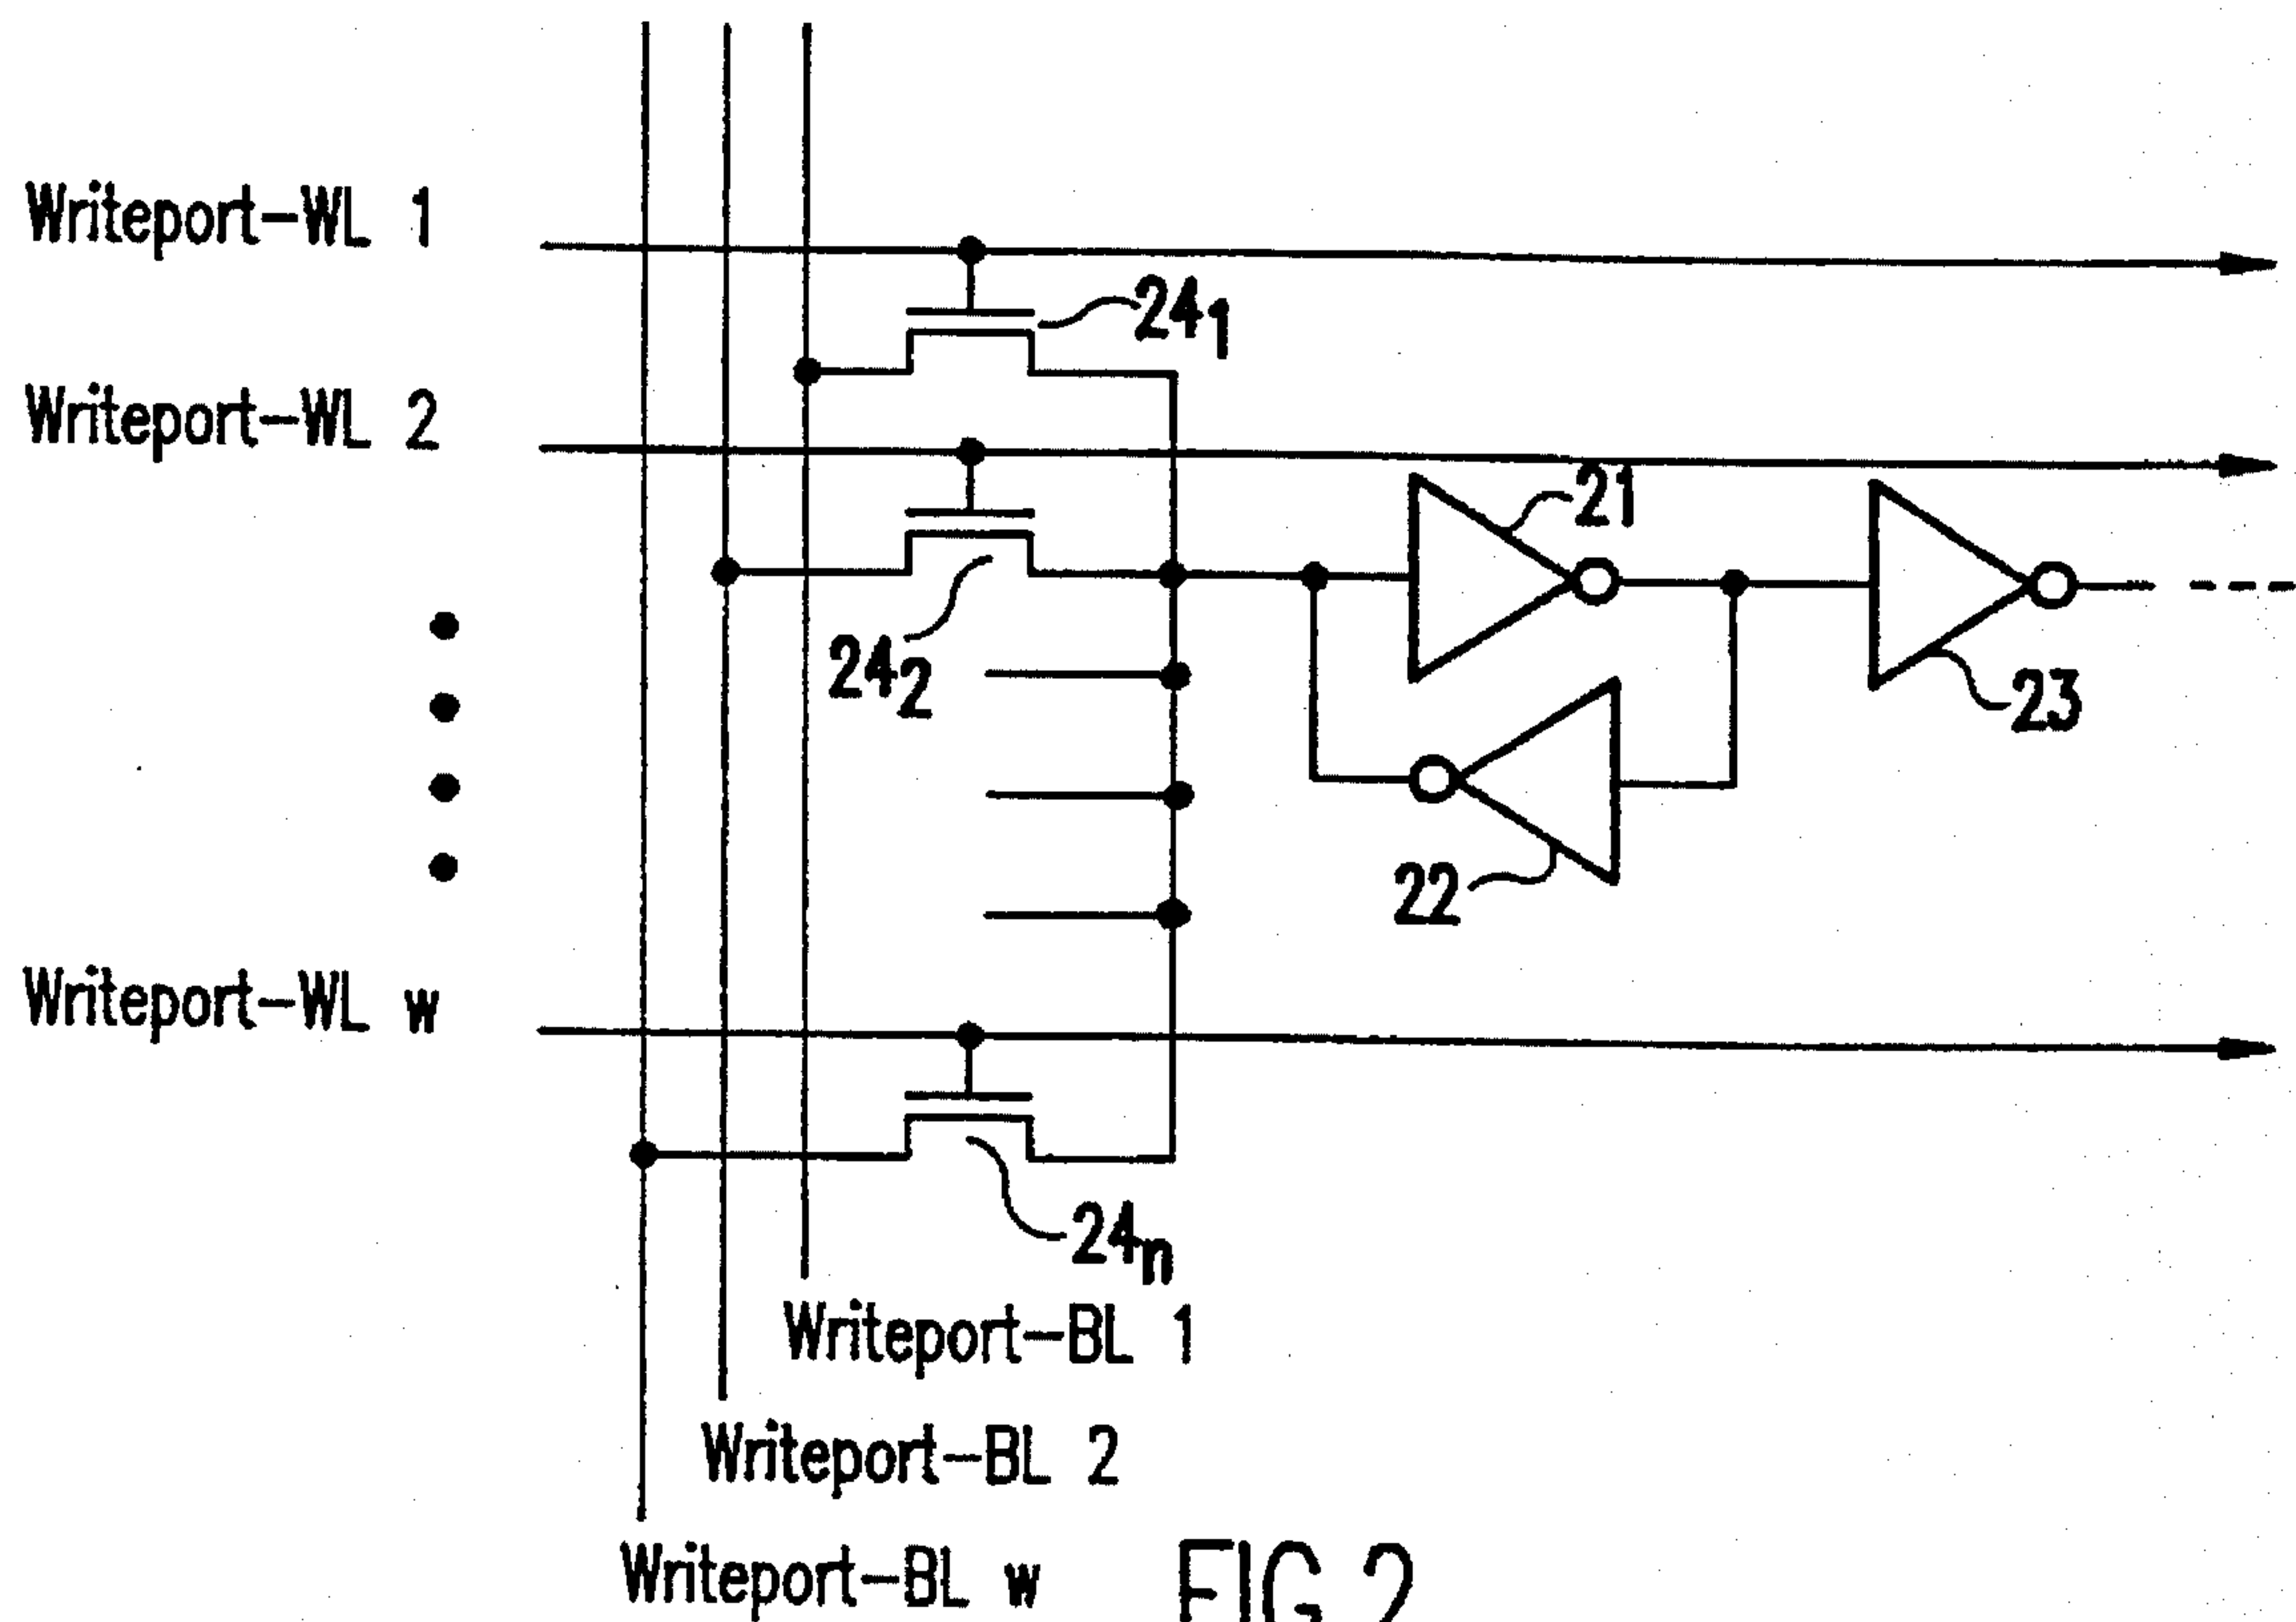 Writeport-WL 1
24₁
Writeport-WL 2
21
24₂
23
22
Writeport-WL w
24ₙ
Writeport-BL 1
Writeport-BL 2
Writeport-BL w
FIG.2